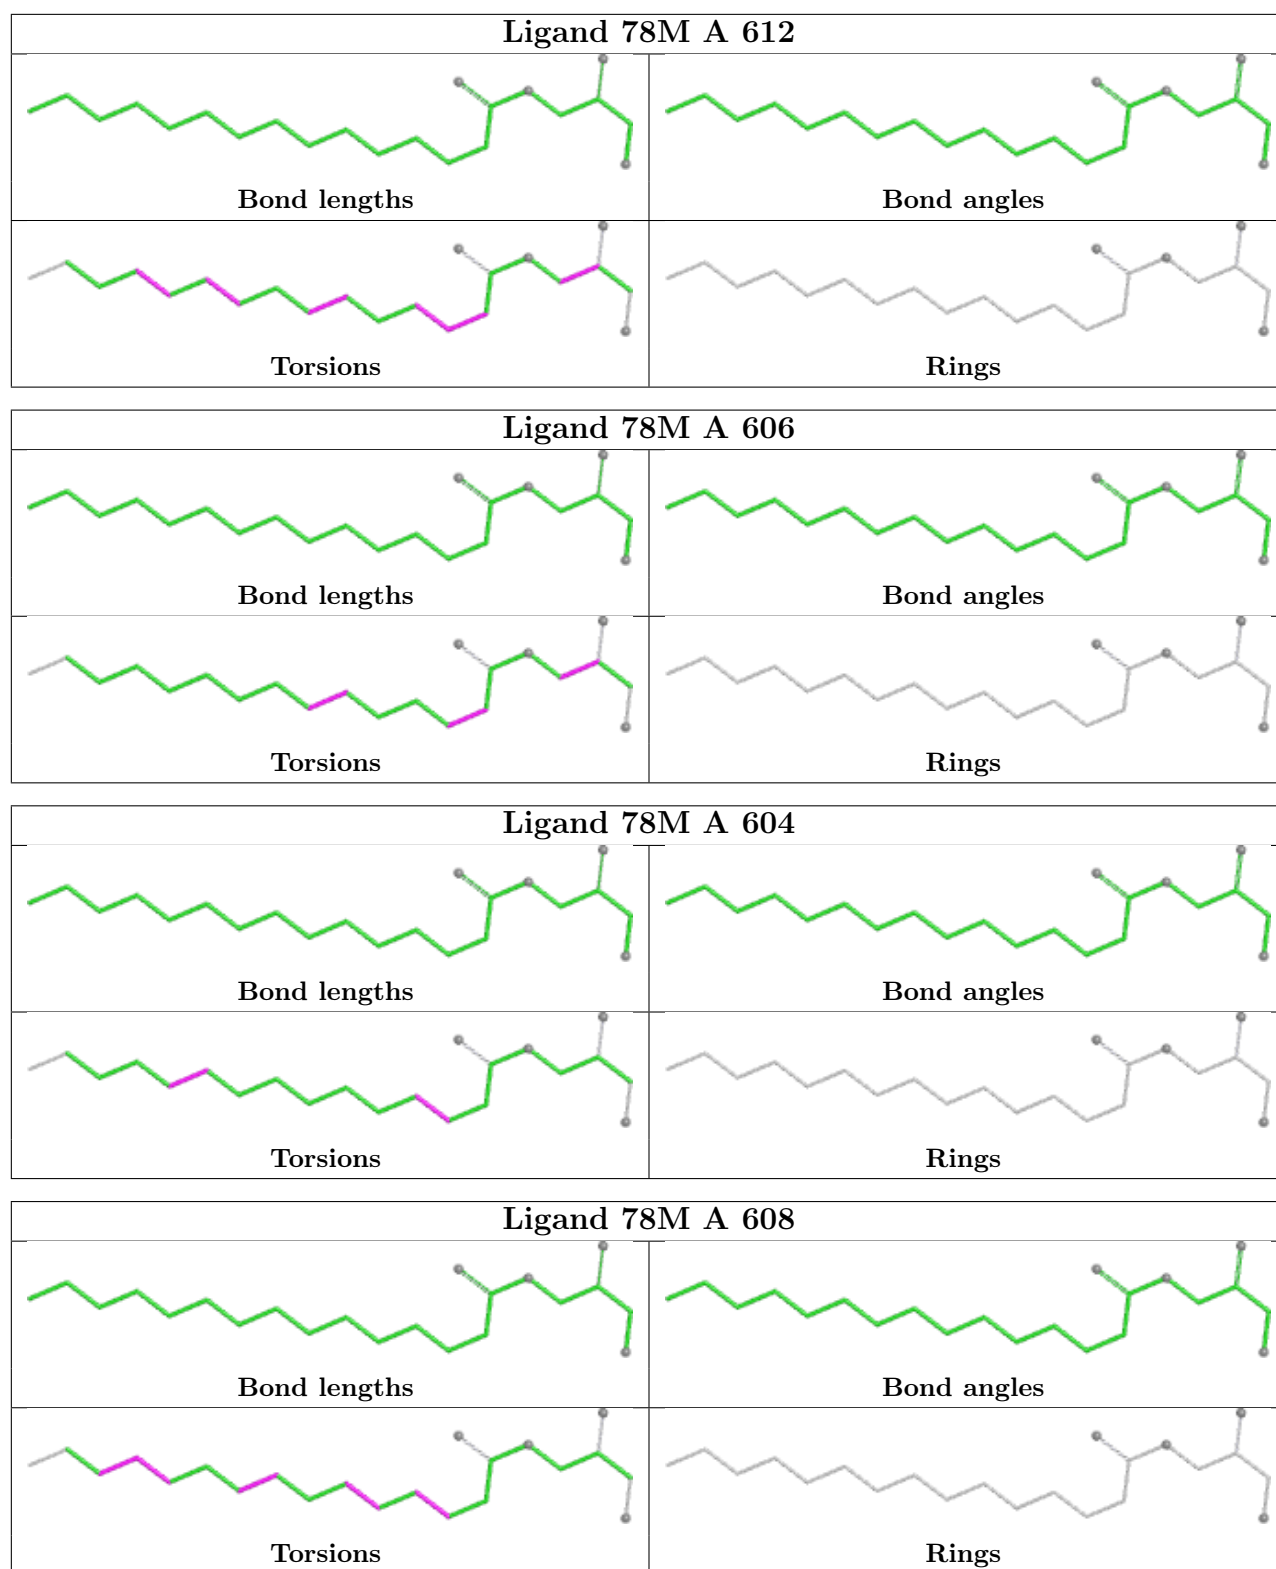 Ligand 78M A 612
Bond lengths
Bond angles
Torsions
Rings
Ligand 78M A 606
Bond lengths
Bond angles
Torsions
Rings
Ligand 78M A 604
Bond lengths
Bond angles
Torsions
Rings
Ligand 78M A 608
Bond lengths
Bond angles
Torsions
Rings